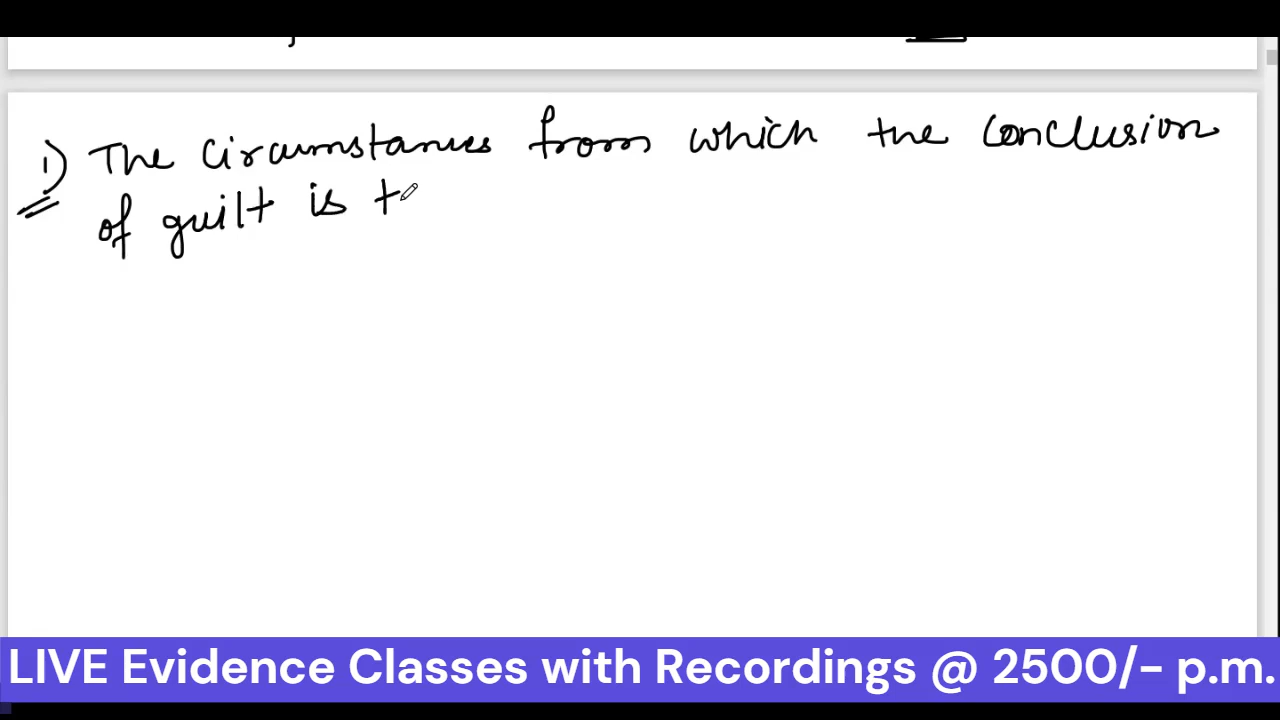 1) The circumstances from which the conclusion
of guilt is t
LIVE Evidence Classes with Recordings @ 2500/- p.m.